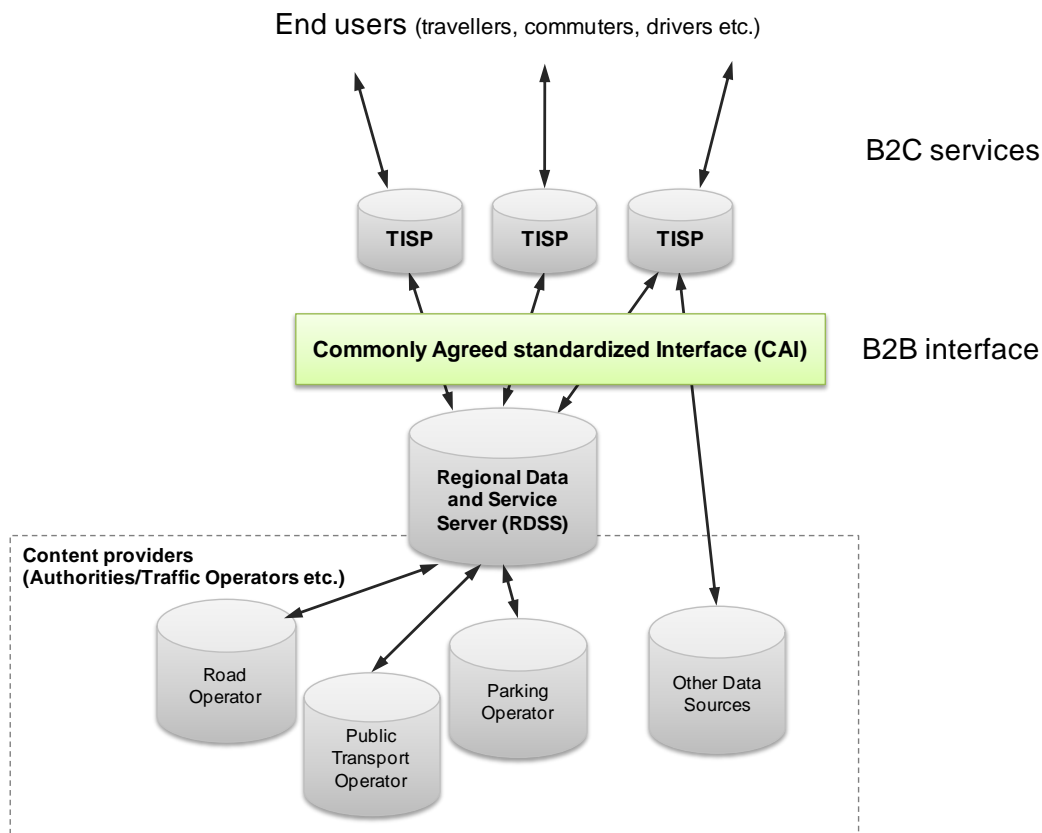 End users (travellers, commuters, drivers etc.)
B2C services
TISP
TISP
TISP
Commonly Agreed standardized Interface (CAI)
B2B interface
Regional Data
and Service
Server (RDSS)
Content providers
(Authorities/Traffic Operators etc.)
Road
Operator
Public
Transport
Operator
Parking
Operator
Other Data
Sources